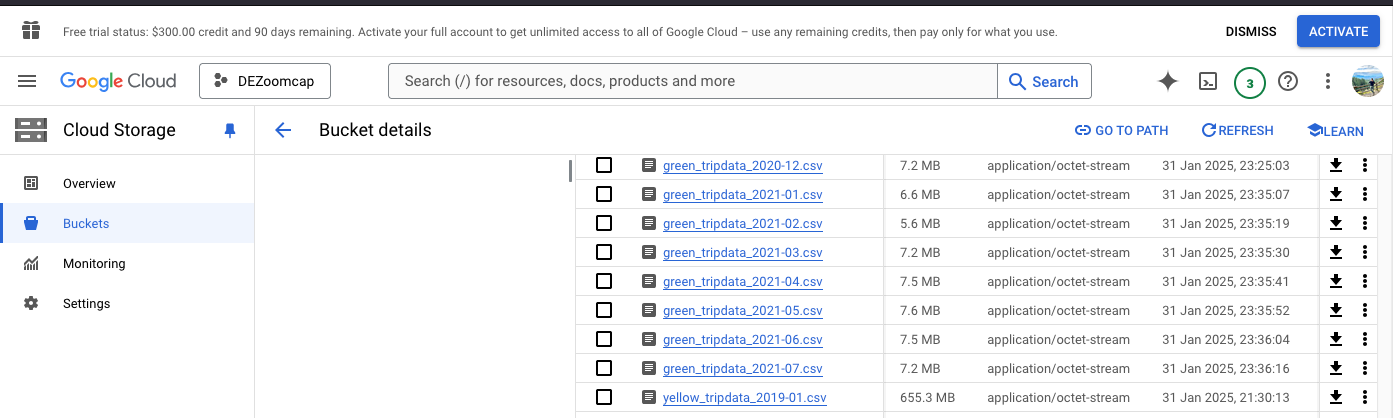 Free trial status: $300.00 credit and 90 days remaining. Activate your full account to get unlimited access to all of Google Cloud – use any remaining credits, then pay only for what you use.
DISMISS
ACTIVATE
Google Cloud
DEZoomcap
Search (/) for resources, docs, products and more
Search
3
Cloud Storage
Bucket details
GO TO PATH
REFRESH
LEARN
Overview
Buckets
Monitoring
Settings
green_tripdata_2020-12.csv 7.2 MB application/octet-stream 31 Jan 2025, 23:25:03
green_tripdata_2021-01.csv 6.6 MB application/octet-stream 31 Jan 2025, 23:35:07
green_tripdata_2021-02.csv 5.6 MB application/octet-stream 31 Jan 2025, 23:35:19
green_tripdata_2021-03.csv 7.2 MB application/octet-stream 31 Jan 2025, 23:35:30
green_tripdata_2021-04.csv 7.5 MB application/octet-stream 31 Jan 2025, 23:35:41
green_tripdata_2021-05.csv 7.6 MB application/octet-stream 31 Jan 2025, 23:35:52
green_tripdata_2021-06.csv 7.5 MB application/octet-stream 31 Jan 2025, 23:36:04
green_tripdata_2021-07.csv 7.2 MB application/octet-stream 31 Jan 2025, 23:36:16
yellow_tripdata_2019-01.csv 655.3 MB application/octet-stream 31 Jan 2025, 21:30:13